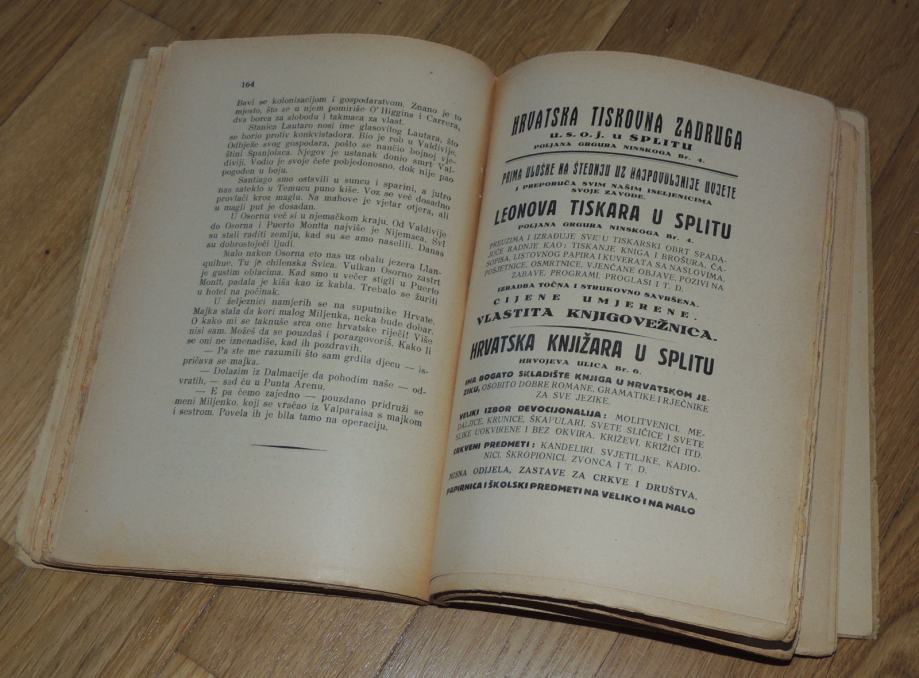 164
Bavi se kolonisacijom i gospodarstvom. Znano je to
mjesto, što se u njem pomiriše O' Higgins i Carrera,
dva borca za slobodu i takmaca za vlast.
Stanica Lautaro nosi ime glasovitog Lautara, što
se borio protiv konkvistadora. Bio je rob u Valdivije.
Odbježe svog gospodara, pošto se naučio bojnoj vje-
štini Španjolaca. Njegov je ustanak donio smrt Val-
diviji. Vodio je svoje čete pobjedonosno, dok nije pao
pogođen u boju.
Santiago smo ostavili u suncu i sparini, a jutro
nas zateklo u Temucu puno kiše. Voz se već dosadno
provlači kroz maglu. Na mahove je vjetar otjera, ali
u magli put je dosadan.
U Osornu već si u njemačkom kraju. Od Valdivije
do Osorna i Puerto Montta najviše je Nijemaca. Svi
su stali raditi zemlju, kad su se amo naselili. Danas
su dobrostojeći ljudi.
Malo nakon Osorna eto nas uz obalu jezera Llan-
quihue. Tu je chilenska Švica. Vulkan Osorno zastrt
je gustim oblacima. Kad smo u večer stigli u Puerto
Montt, padala je kiša kao iz kabla. Trebalo se žuriti
u hotel na počinak.
U željeznici namjerih se na suputnike Hrvate.
Majka stala da kori malog Miljenka, neka bude dobar.
O kako mi se taknuše srca one hrvatske riječi! Više
nisi sam. Možeš da se pouzdaš i porazgovoriš. Kako li
se oni ne iznenadiše, kad ih pozdravih.
— Pa ste me razumili što sam grdila djecu — is-
pričava se majka.
— Dolazim iz Dalmacije da pohodim naše — od-
vratih, — sad ću u Punta Arenu.
— E pa ćemo zajedno — pouzdano pridruži se
meni Miljenko, koji se vraćao iz Valparaisa s majkom
i sestrom. Povela ih je bila tamo na operaciju.
HRVATSKA TISKOVNA ZADRUGA
u. s. o. j. u SPLITU
POLJANA GRGURA NINSKOGA Br. 4.
PRIMA ULOŠKE NA ŠTEDNJU UZ NAJPOVOLJNIJE UVJETE
I PREPORUČA SVIM NAŠIM ISELJENICIMA
SVOJE ZAVODE.
LEONOVA TISKARA U SPLITU
POLJANA GRGURA NINSKOGA Br. 4.
PREUZIMA I IZRAĐUJE SVE U TISKARSKI OBRT SPADA-
JUĆE RADNJE KAO: TISKANJE KNIGA I BROŠURA, ČA-
SOPISA, LISTOVNOG PAPIRA I KUVERATA SA NASLOVIMA,
POSJETNICE, OSMRTNICE, VJENČANE OBJAVE, POZIVI NA
ZABAVE, PROGRAMI, PROGLASI I T. D.
IZRADBA TOČNA I STRUKOVNO SAVRŠENA.
CIJENE UMJERENE.
VLASTITA KNJIGOVEŽNICA.
HRVATSKA KNJIŽARA U SPLITU
HRVOJEVA ULICA Br. 6.
IMA BOGATO SKLADIŠTE KNJIGA U HRVATSKOM JE-
ZIKU, OSOBITO DOBRE ROMANE, GRAMATIKE I RJEČNIKE
ZA SVE JEZIKE.
VELIKI IZBOR DEVOCIJONALIJA: MOLITVENICI, ME-
DALJICE, KRUNICE, ŠKAPULARI, SVETE SLIČICE I SVETE
SLIKE UOKVIRENE I BEZ OKVIRA. KRIŽEVI, KRIŽIĆI ITD.
CRKVENI PREDMETI: KANDELIRI, SVJETILJKE, KADIO-
NICI, ŠKROPIONICI, ZVONCA I T. D.
MISNA ODIJELA, ZASTAVE ZA CRKVE I DRUŠTVA.
PAPIRNICA I ŠKOLSKI PREDMETI NA VELIKO I NA MALO